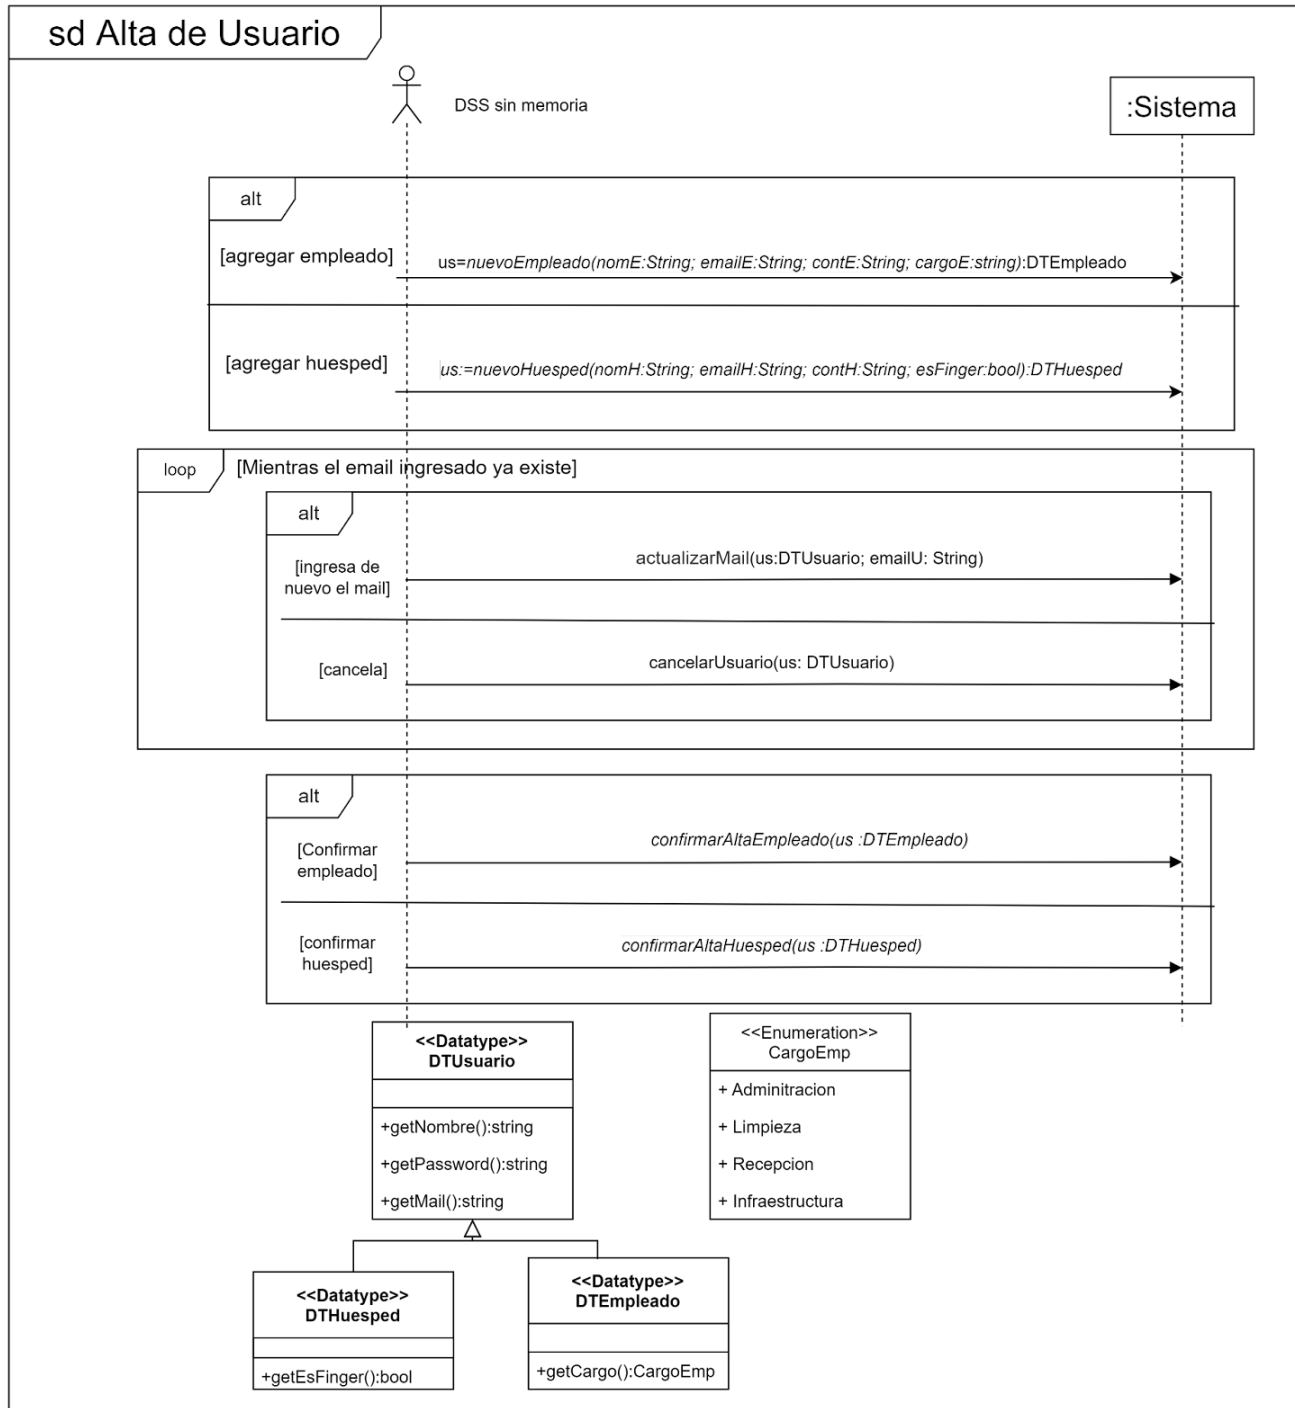 sd Alta de Usuario
DSS sin memoria
:Sistema
alt
[agregar empleado]
us=nuevoEmpleado(nomE:String; emailE:String; contE:String; cargoE:string):DTEmpleado
[agregar huesped]
us:=nuevoHuesped(nomH:String; emailH:String; contH:String; esFinger:bool):DTHuesped
loop
[Mientras el email ingresado ya existe]
alt
[ingresa de
nuevo el mail]
actualizarMail(us:DTUsuario; emailU: String)
[cancela]
cancelarUsuario(us: DTUsuario)
alt
[Confirmar
empleado]
confirmarAltaEmpleado(us :DTEmpleado)
[confirmar
huesped]
confirmarAltaHuesped(us :DTHuesped)
<<Datatype>>
DTUsuario
+getNombre():string
+getPassword():string
+getMail():string
<<Enumeration>>
CargoEmp
+ Adminitracion
+ Limpieza
+ Recepcion
+ Infraestructura
<<Datatype>>
DTHuesped
+getEsFinger():bool
<<Datatype>>
DTEmpleado
+getCargo():CargoEmp